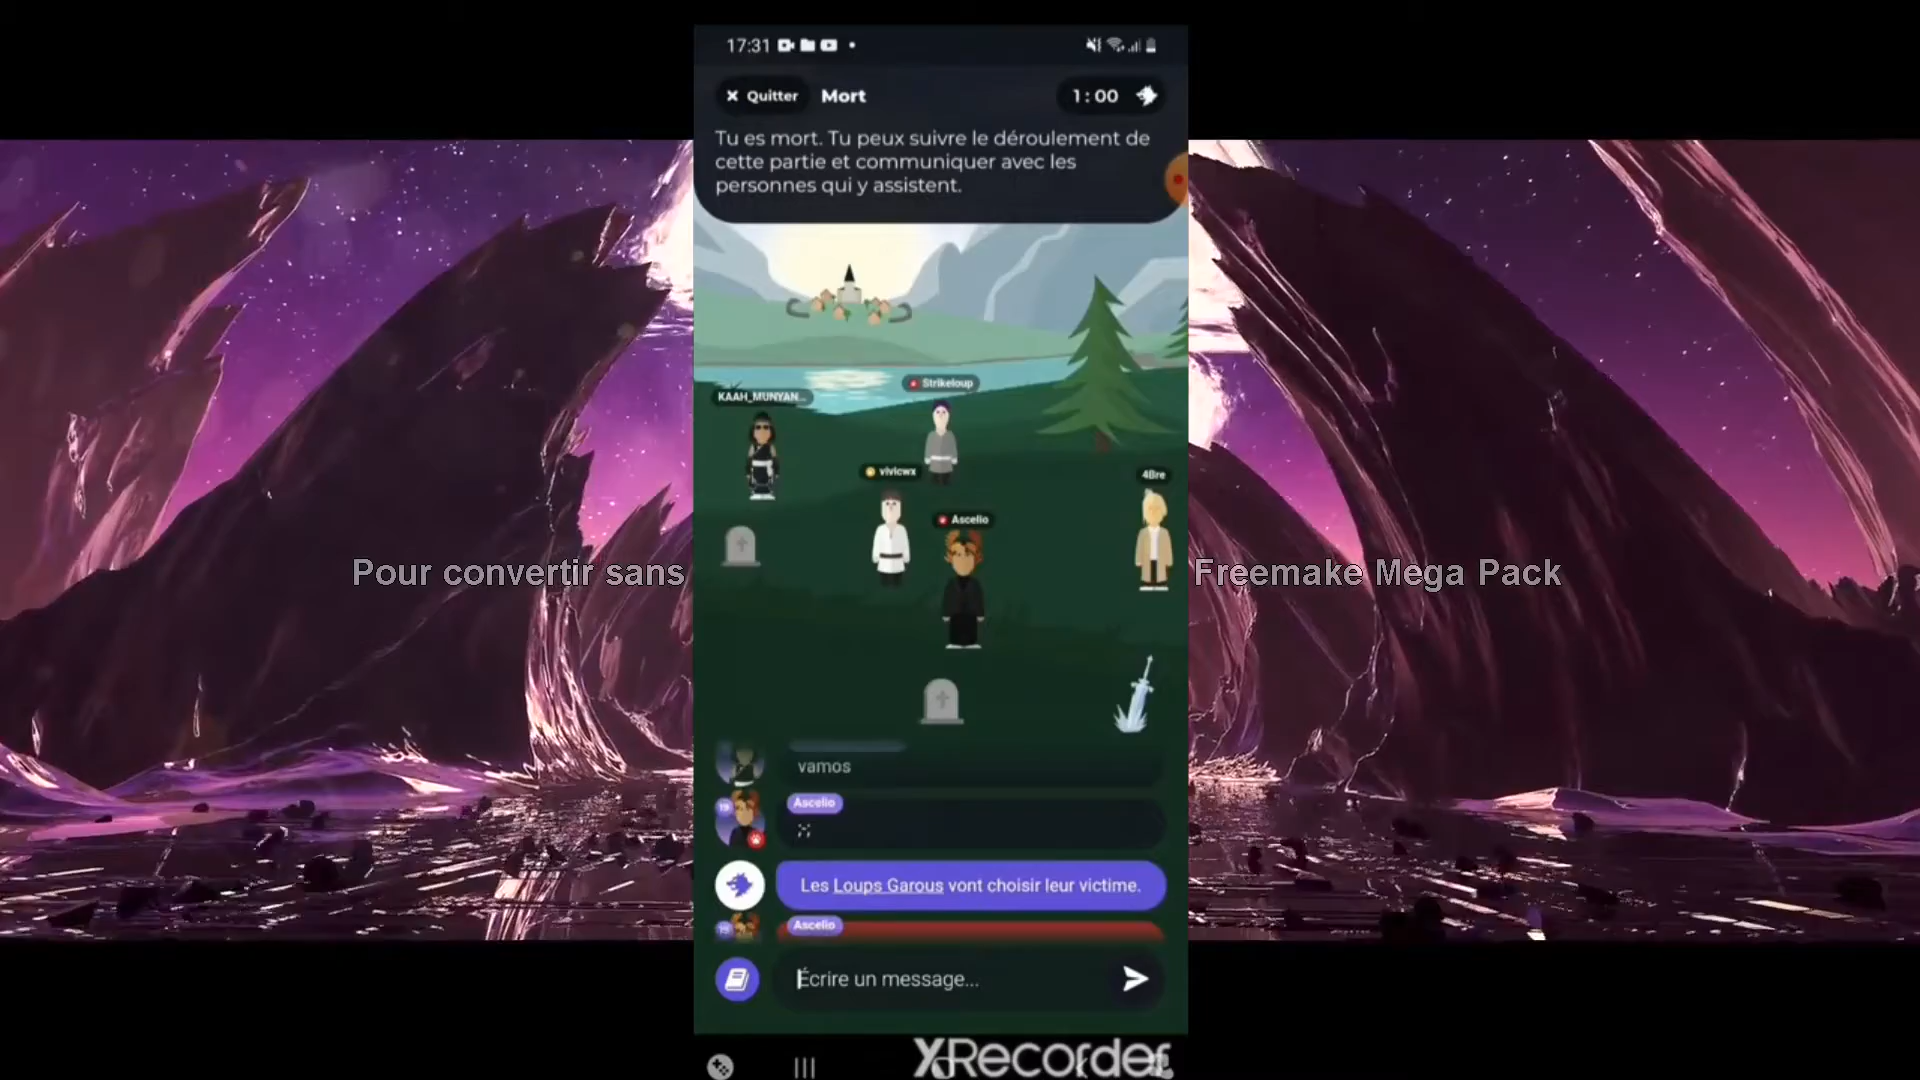 17:31
Quitter
Mort
1 : 00
Tu es mort. Tu peux suivre le déroulement de
cette partie et communiquer avec les
personnes qui y assistent.
Strikeloup
KAAH_MUNYAN...
vivicwx
4Bre
Ascelio
Pour convertir sans
Freemake Mega Pack
vamos
19
Ascelio
;-;
Les Loups Garous vont choisir leur victime.
Ascelio
Écrire un message...
XRecorder